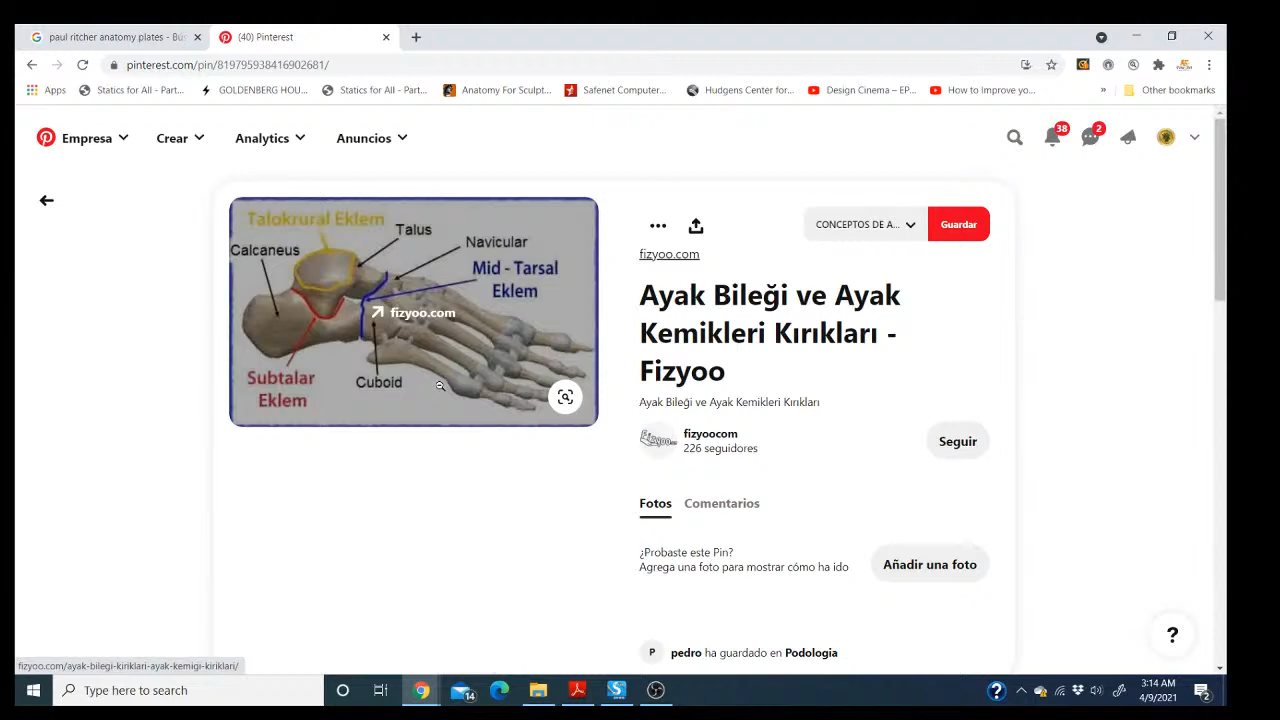 paul ritcher anatomy plates - Bús
(40) Pinterest
pinterest.com/pin/819795938416902681/
Apps
Statics for All - Part...
GOLDENBERG HOU...
Statics for All - Part...
Anatomy For Sculpt...
Safenet Computer...
Hudgens Center for...
Design Cinema – EP...
How to Improve yo...
Other bookmarks
Empresa
Crear
Analytics
Anuncios
38
2
Talokrural Eklem
Talus
Calcaneus
Navicular
Mid - Tarsal
Eklem
fizyoo.com
Subtalar
Eklem
Cuboid
CONCEPTOS DE A...
Guardar
fizyoo.com
Ayak Bileği ve Ayak
Kemikleri Kırıkları -
Fizyoo
Ayak Bileği ve Ayak Kemikleri Kırıkları
fizyoocom
226 seguidores
Seguir
Fotos
Comentarios
¿Probaste este Pin?
Agrega una foto para mostrar cómo ha ido
Añadir una foto
P
pedro ha guardado en Podologia
?
fizyoo.com/ayak-bilegi-kiriklari-ayak-kemigi-kiriklari/
Type here to search
14
3:14 AM
4/9/2021
2